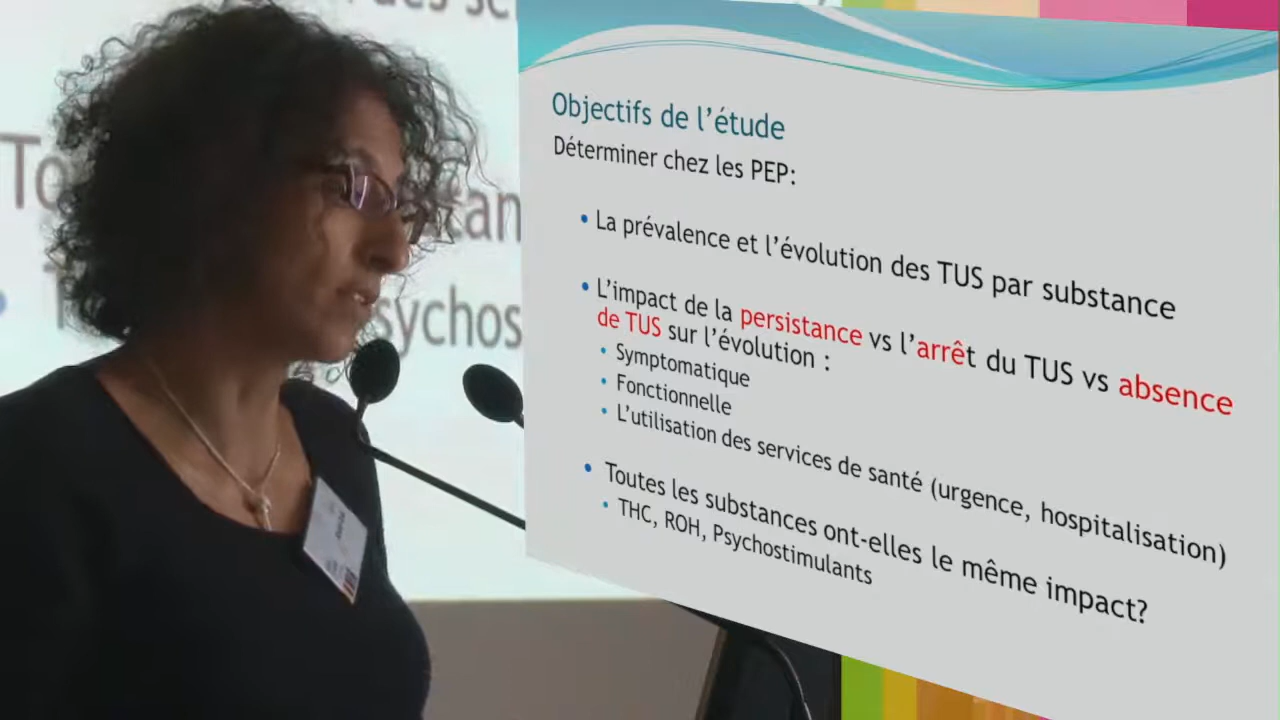 Objectifs de l'étude
Déterminer chez les PEP:
• La prévalence et l'évolution des TUS par substance
• L'impact de la persistance vs l'arrêt du TUS vs absence
de TUS sur l'évolution :
• Symptomatique
• Fonctionnelle
• L'utilisation des services de santé (urgence, hospitalisation)
• Toutes les substances ont-elles le même impact?
• THC, ROH, Psychostimulants